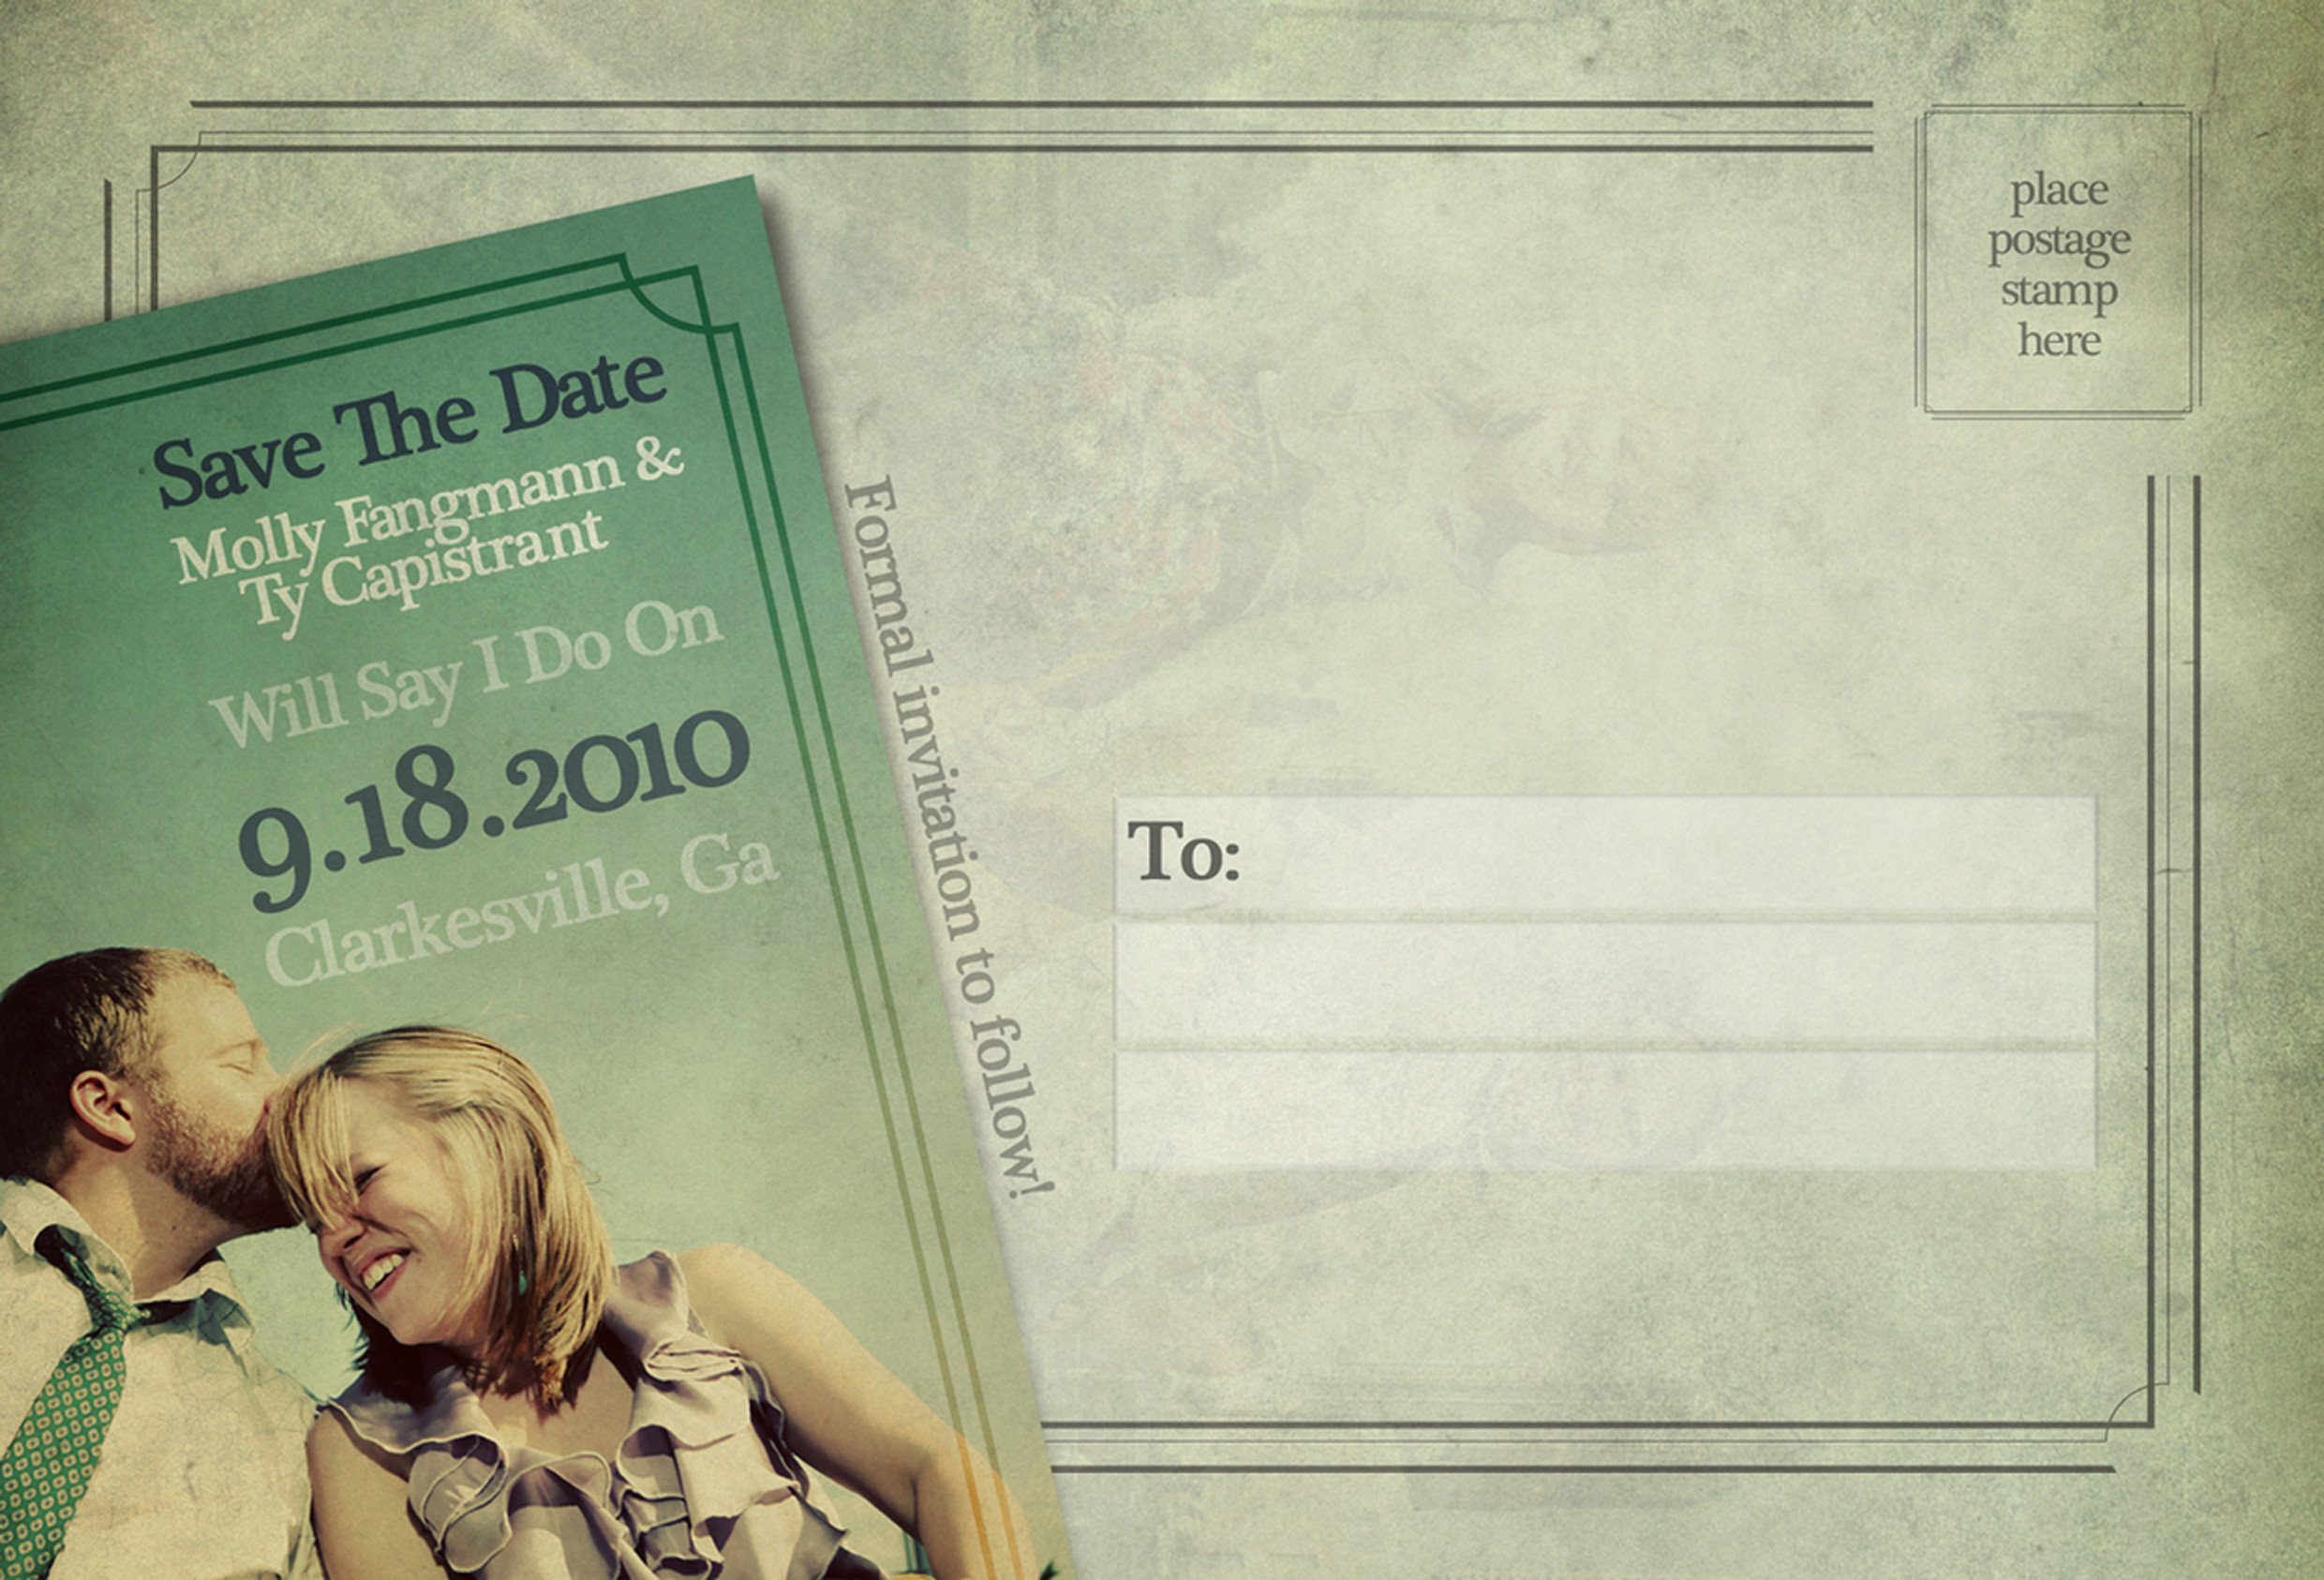 Save The Date
Molly Fangmann &
Ty Capistrant
Will Say I Do On
9.18.2010
Clarkesville, Ga
Formal invitation to follow!
place
postage
stamp
here
To: